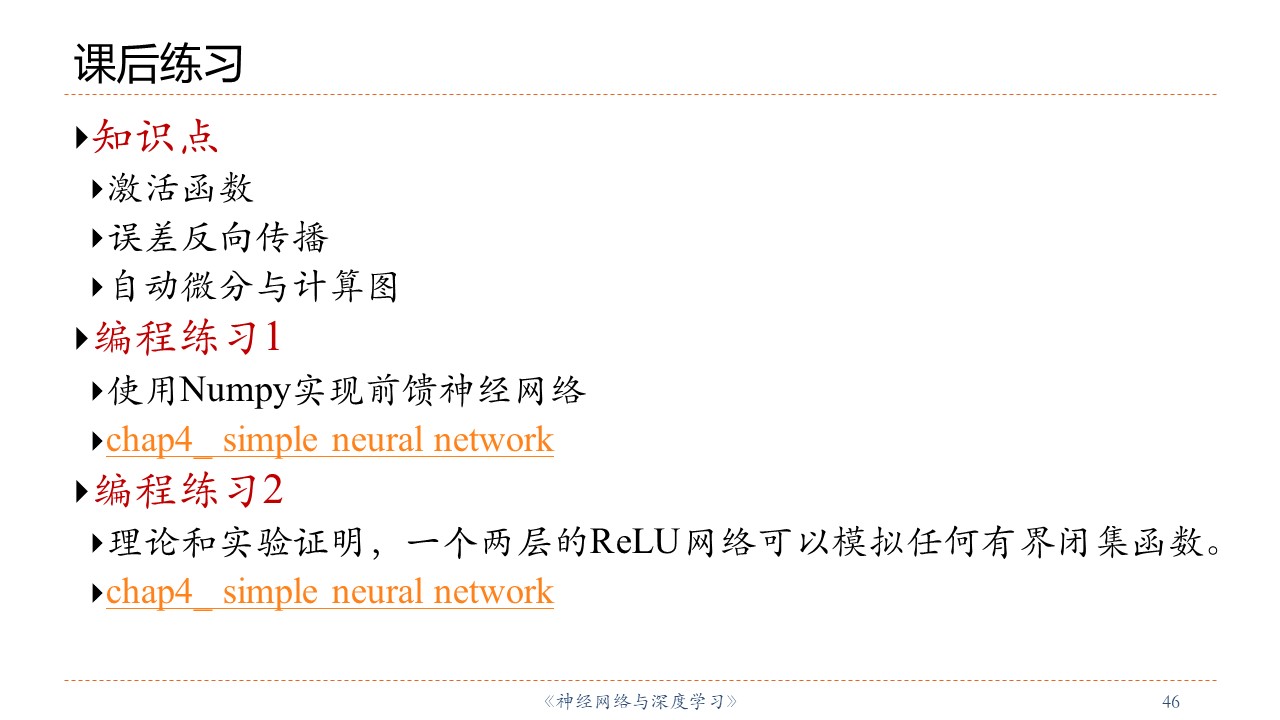 课后练习
知识点
激活函数
误差反向传播
自动微分与计算图
编程练习1
使用Numpy实现前馈神经网络
chap4_ simple neural network
编程练习2
理论和实验证明，一个两层的ReLU网络可以模拟任何有界闭集函数。
chap4_ simple neural network
《神经网络与深度学习》
46